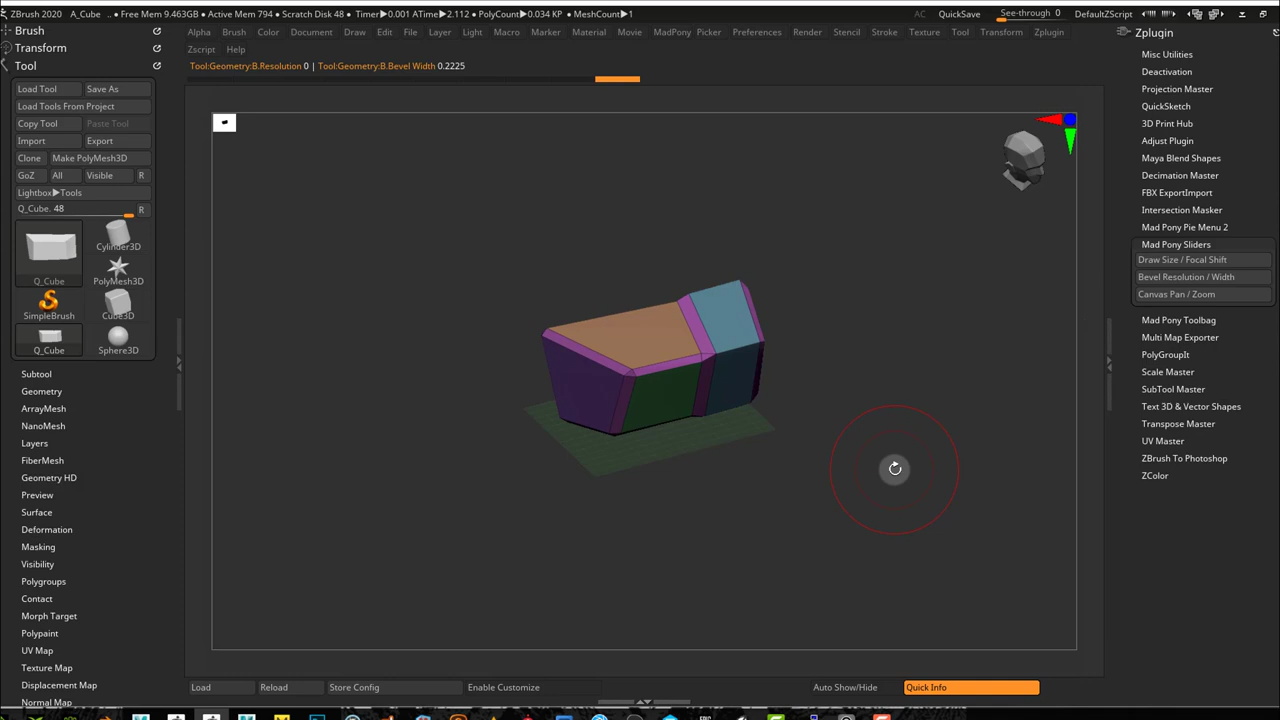 ZBrush 2020 A_Cube .. • Free Mem 9.463GB • Active Mem 794 • Scratch Disk 48 • Timer▶0.001 ATime▶2.112 • PolyCount▶0.034 KP • MeshCount▶1 AC QuickSave See-through 0 DefaultZScript
Brush
Transform
Tool
Load Tool Save As
Load Tools From Project
Copy Tool Paste Tool
Import Export
Clone Make PolyMesh3D
GoZ All Visible R
Lightbox▶Tools
Q_Cube. 48 R
Q_Cube
Cylinder3D
PolyMesh3D
SimpleBrush Cube3D
Q_Cube Sphere3D
Subtool
Geometry
ArrayMesh
NanoMesh
Layers
FiberMesh
Geometry HD
Preview
Surface
Deformation
Masking
Visibility
Polygroups
Contact
Morph Target
Polypaint
UV Map
Texture Map
Displacement Map
Normal Map
Alpha Brush Color Document Draw Edit File Layer Light Macro Marker Material Movie MadPony Picker Preferences Render Stencil Stroke Texture Tool Transform Zplugin
Zscript Help
Tool:Geometry:B.Resolution 0 | Tool:Geometry:B.Bevel Width 0.2225
Load Reload Store Config Enable Customize Auto Show/Hide Quick Info
Zplugin
Misc Utilities
Deactivation
Projection Master
QuickSketch
3D Print Hub
Adjust Plugin
Maya Blend Shapes
Decimation Master
FBX ExportImport
Intersection Masker
Mad Pony Pie Menu 2
Mad Pony Sliders
Draw Size / Focal Shift
Bevel Resolution / Width
Canvas Pan / Zoom
Mad Pony Toolbag
Multi Map Exporter
PolyGroupIt
Scale Master
SubTool Master
Text 3D & Vector Shapes
Transpose Master
UV Master
ZBrush To Photoshop
ZColor